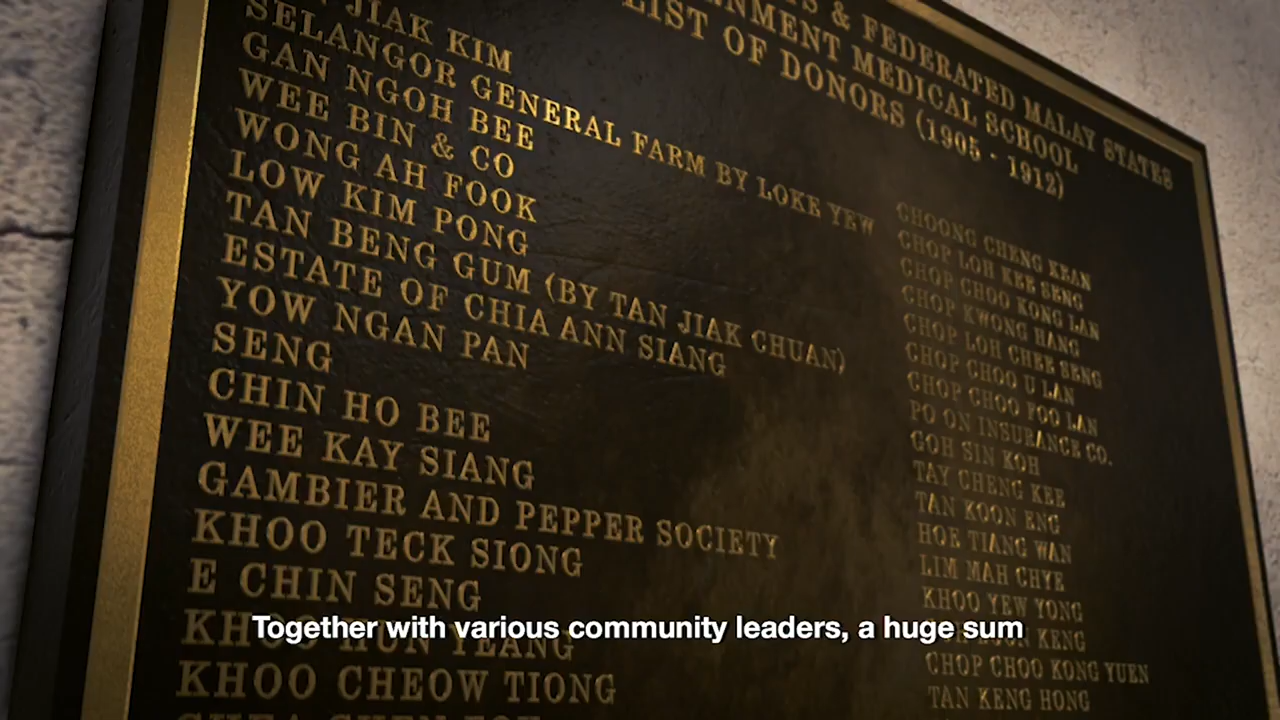 & FEDERATED MALAY STATES
MEDICAL SCHOOL
LIST OF DONORS (1905 - 1912)
JIAK KIM
SELANGOR GENERAL FARM BY LOKE YEW
GAN NGOH BEE
WEE BIN & CO
WONG AH FOOK
LOW KIM PONG
TAN BENG GUM (BY TAN JIAK CHUAN)
ESTATE OF CHIA ANN SIANG
YOW NGAN PAN
SENG
CHIN HO BEE
WEE KAY SIANG
GAMBIER AND PEPPER SOCIETY
KHOO TECK SIONG
E CHIN SENG
KHOO HUN YEANG
KHOO CHEOW TIONG
CHOONG CHENG KEAN
CHOP LOH KEE SENG
CHOP CHOO KONG LAN
CHOP KWONG HANG
CHOP LOH CHEE SENG
CHOP CHOO U LAN
CHOP CHOO FOO LAN
PO ON INSURANCE CO.
GOH SIN KOH
TAY CHENG KEE
TAN KOON ENG
HOE TIANG WAN
LIM MAH CHYE
KHOO YEW YONG
KENG
CHOP CHOO KONG YUEN
TAN KENG HONG
Together with various community leaders, a huge sum